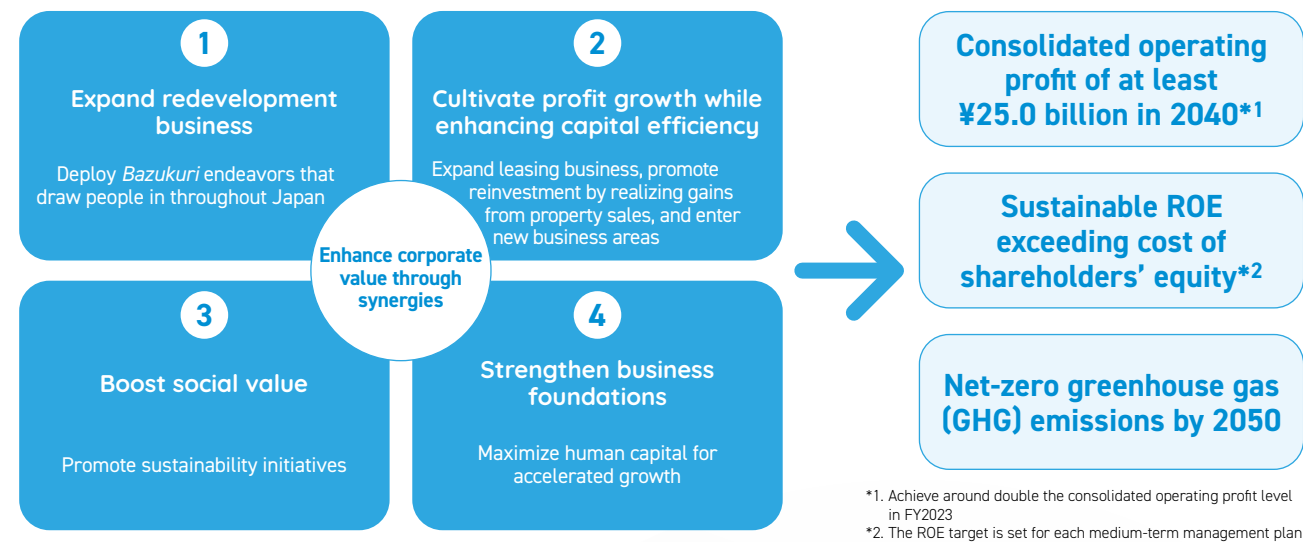 1
Expand redevelopment
business
Deploy Bazukuri endeavors that
draw people in throughout Japan
2
Cultivate profit growth while
enhancing capital efficiency
Expand leasing business, promote
reinvestment by realizing gains
from property sales, and enter
new business areas
Enhance corporate
value through
synergies
3
Boost social value
Promote sustainability initiatives
4
Strengthen business
foundations
Maximize human capital for
accelerated growth
Consolidated operating
profit of at least
¥25.0 billion in 2040*1
Sustainable ROE
exceeding cost of
shareholders’ equity*2
Net-zero greenhouse gas
(GHG) emissions by 2050
*1. Achieve around double the consolidated operating profit level
in FY2023
*2. The ROE target is set for each medium-term management plan